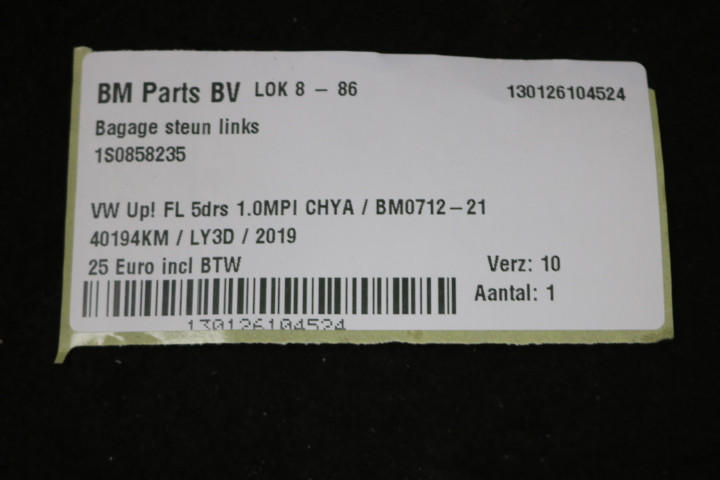 BM Parts BV LOK 8 - 86 130126104524
Bagage steun links
1S0858235
VW Up! FL 5drs 1.0MPI CHYA / BM0712-21
40194KM / LY3D / 2019
25 Euro incl BTW Verz: 10
Aantal: 1
130126104524